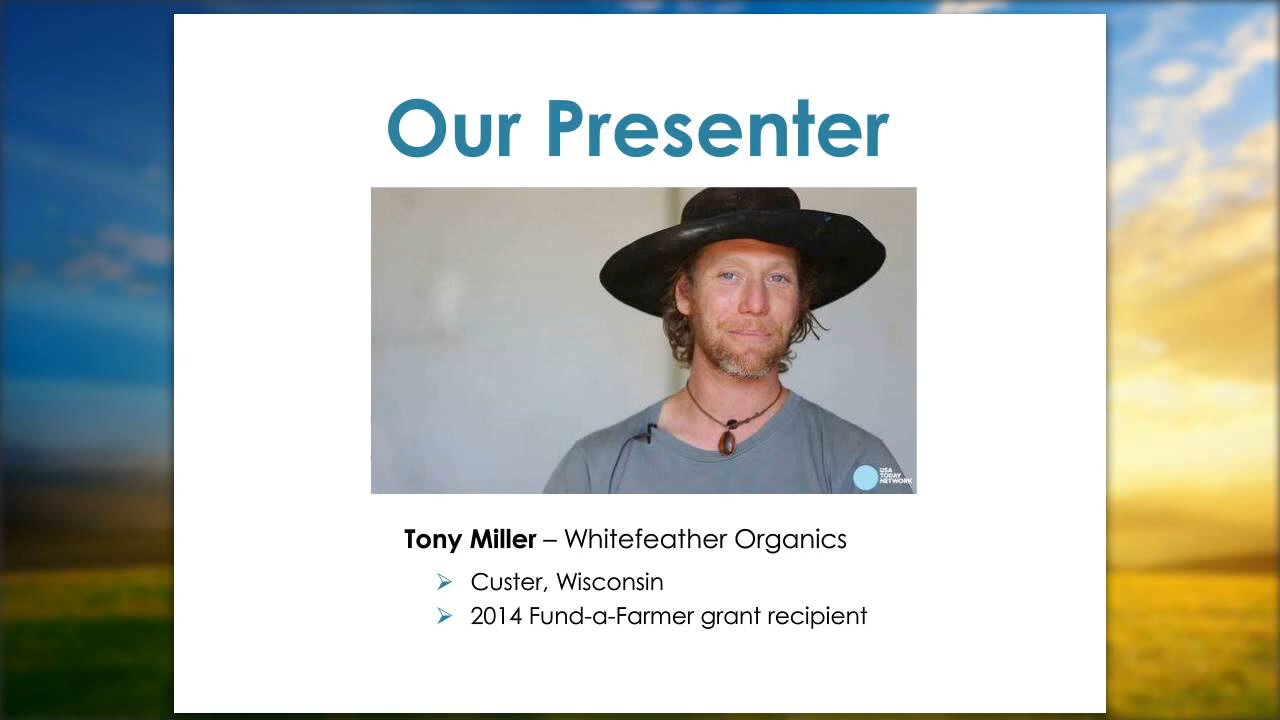 Our Presenter
USA
TODAY
NETWORK
Tony Miller – Whitefeather Organics
➢ Custer, Wisconsin
➢ 2014 Fund-a-Farmer grant recipient